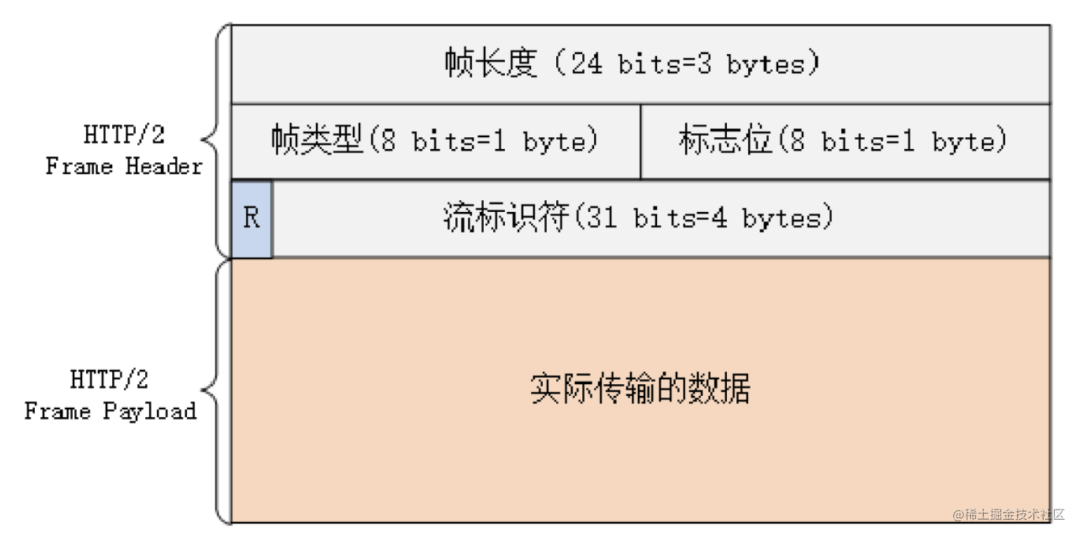 帧长度（24 bits=3 bytes)
HTTP/2
Frame Header
帧类型(8 bits=1 byte)
标志位(8 bits=1 byte)
R
流标识符(31 bits=4 bytes)
HTTP/2
Frame Payload
实际传输的数据
@稀土掘金技术社区